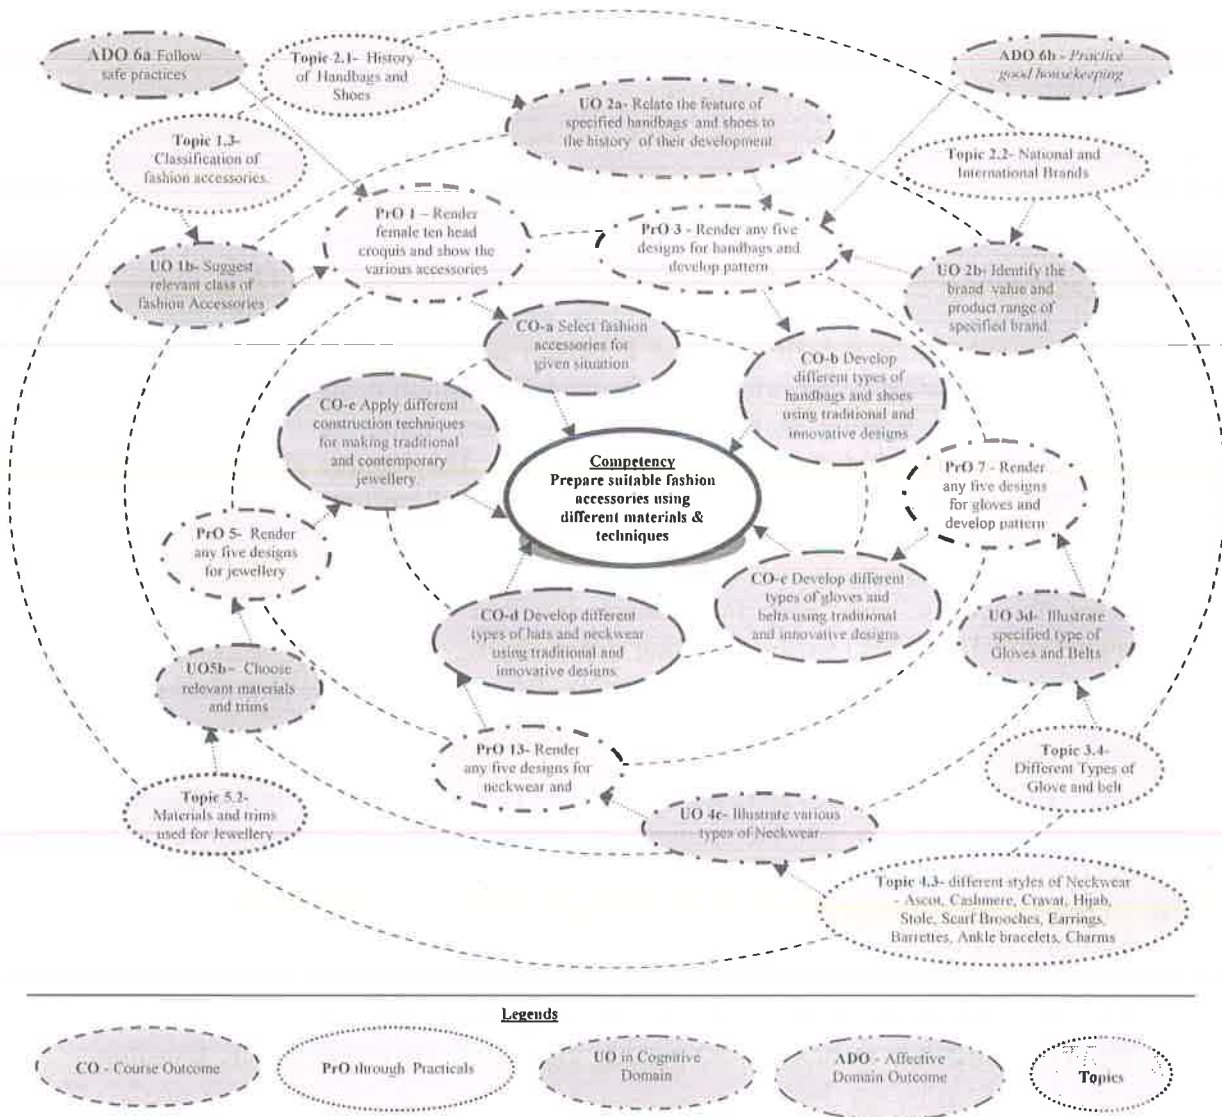 ADO 6a Follow
safe practices
Topic 2.1- History
of Handbags and
Shoes
ADO 6b - Practice
good housekeeping
UO 2a- Relate the feature of
specified handbags and shoes to
the history of their development
Topic 1.3-
Classification of
fashion accessories.
Topic 2.2- National and
International Brands
PrO 1 – Render
female ten head
croquis and show the
various accessories
PrO 3 - Render any five
designs for handbags and
develop pattern
UO 1b- Suggest
relevant class of
fashion Accessories
UO 2b- Identify the
brand value and
product range of
specified brand
CO-a Select fashion
accessories for
given situation
CO-b Develop
different types of
handbags and shoes
using traditional and
innovative designs
CO-e Apply different
construction techniques
for making traditional
and contemporary
jewellery.
Competency
Prepare suitable fashion
accessories using
different materials &
techniques
PrO 7 - Render
any five designs
for gloves and
develop pattern
PrO 5- Render
any five designs
for jewellery
CO-c Develop different
types of gloves and
belts using traditional
and innovative designs
CO-d Develop different
types of hats and neckwear
using traditional and
innovative designs.
UO 3d- Illustrate
specified type of
Gloves and Belts
UO5b – Choose
relevant materials
and trims
PrO 13- Render
any five designs for
neckwear and
Topic 3.4-
Different Types of
Glove and belt
Topic 5.2-
Materials and trims
used for Jewellery
UO 4c- Illustrate various
types of Neckwear.
Topic 4.3- different styles of Neckwear
- Ascot, Cashmere, Cravat, Hijab,
Stole, Scarf Brooches, Earrings,
Barrettes, Ankle bracelets, Charms
Legends
CO - Course Outcome
PrO through Practicals
UO in Cognitive
Domain
ADO - Affective
Domain Outcome
Topics